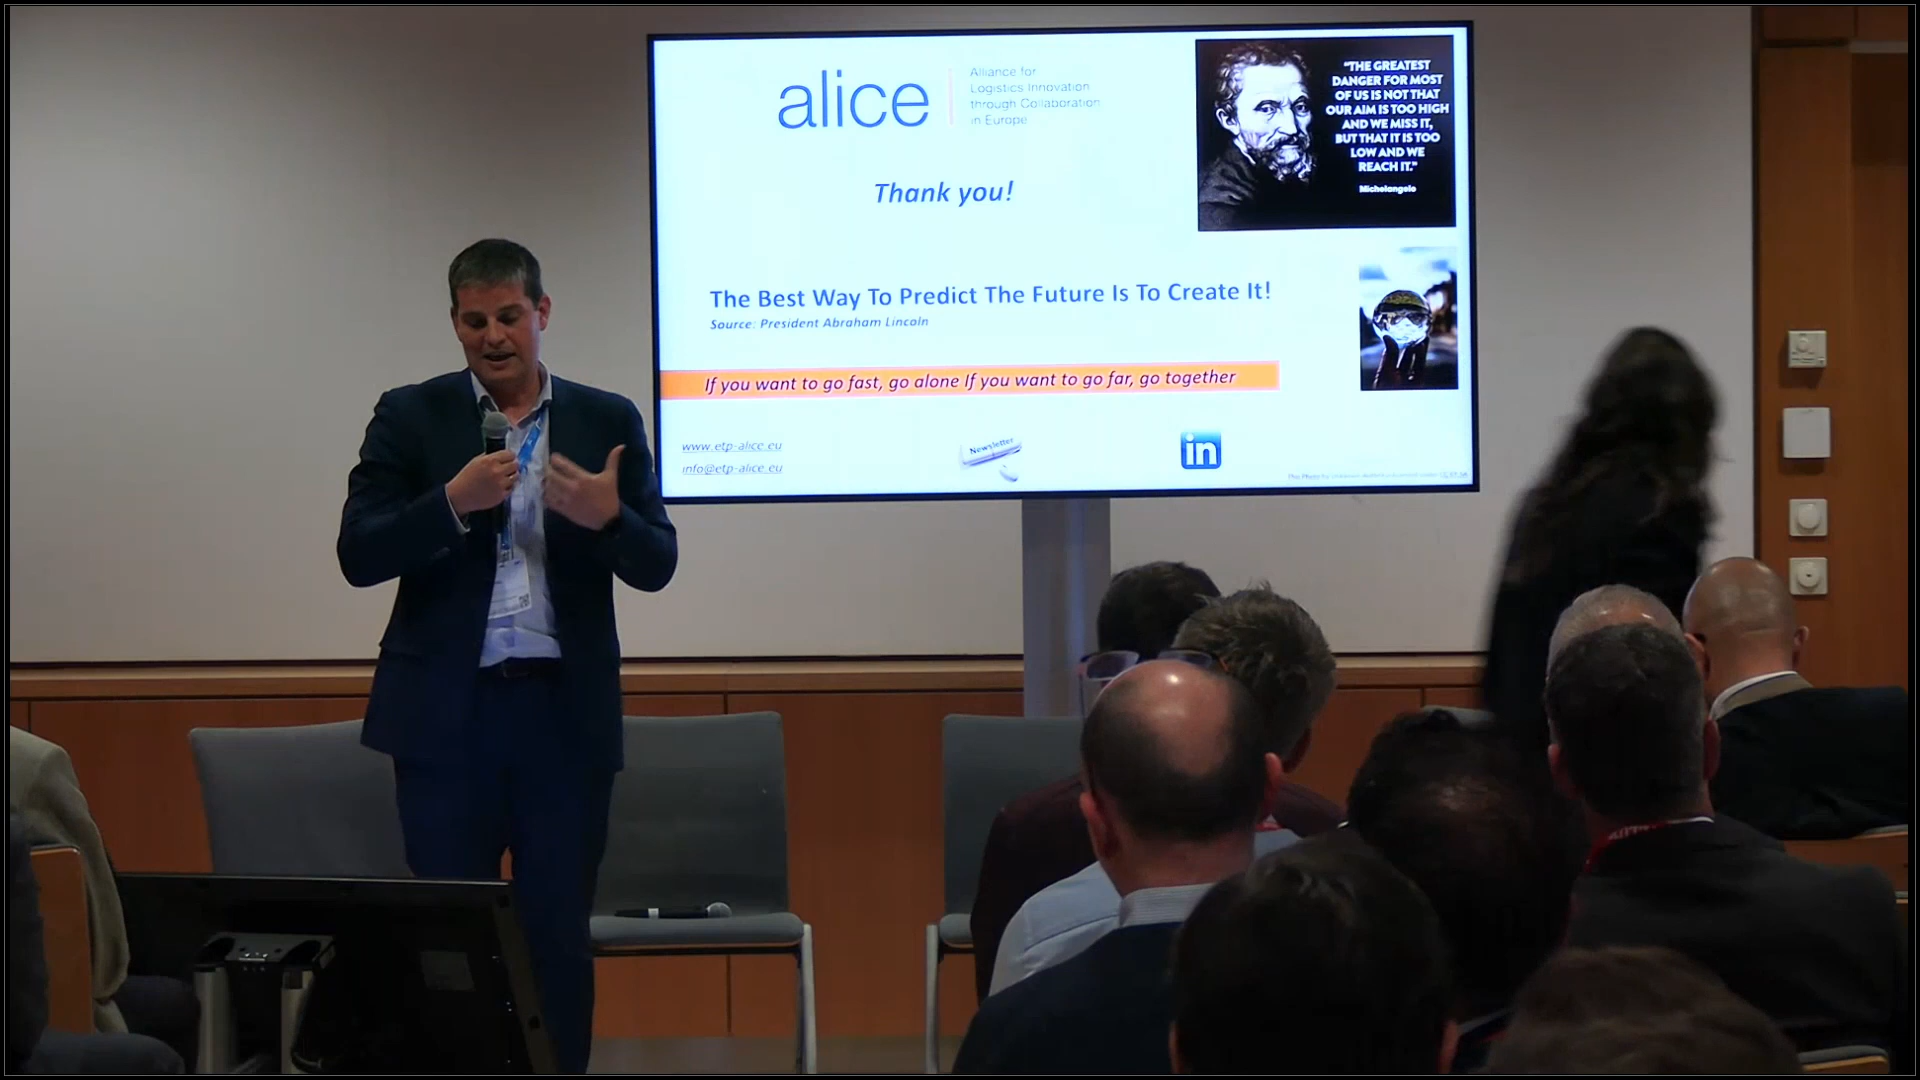 alice
Alliance for
Logistics Innovation
through Collaboration
in Europe
"THE GREATEST
DANGER FOR MOST
OF US IS NOT THAT
OUR AIM IS TOO HIGH
AND WE MISS IT,
BUT THAT IT IS TOO
LOW AND WE
REACH IT."
Michelangelo
Thank you!
The Best Way To Predict The Future Is To Create It!
Source: President Abraham Lincoln
If you want to go fast, go alone If you want to go far, go together
www.etp-alice.eu
info@etp-alice.eu
Newsletter
in